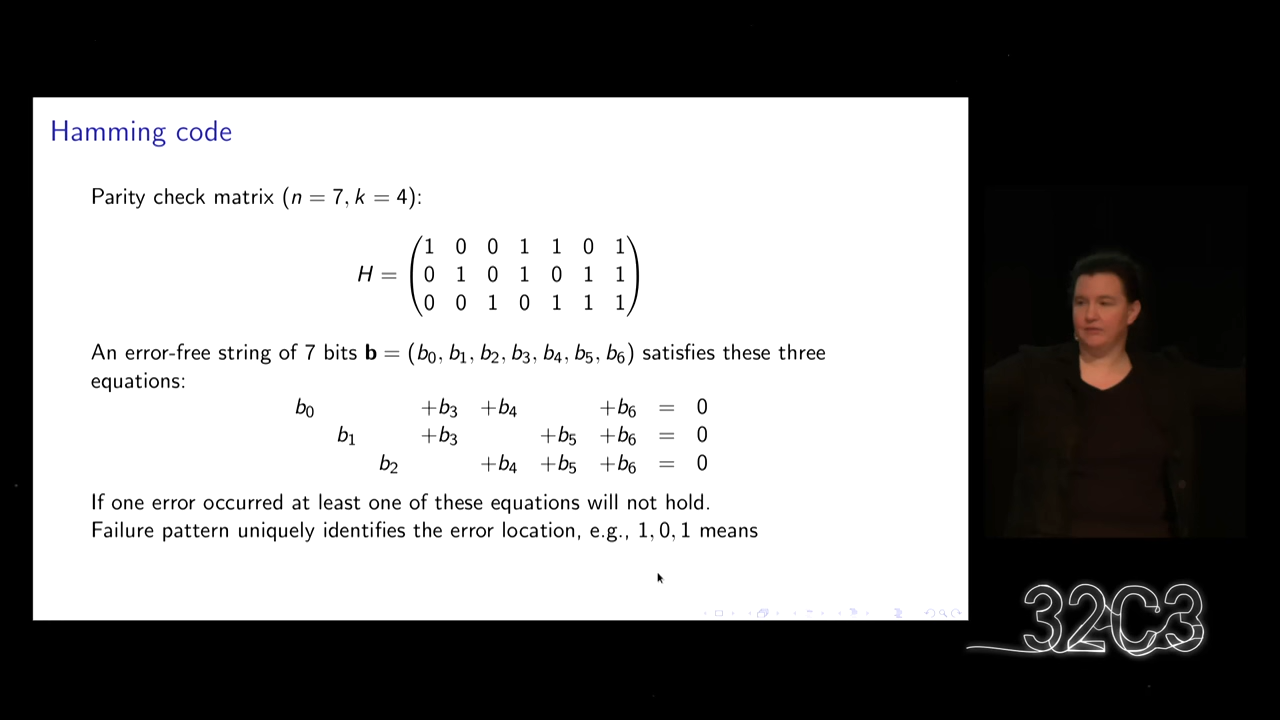 Hamming code
Parity check matrix (n = 7, k = 4):
H = (1 0 0 1 1 0 1
0 1 0 1 0 1 1
0 0 1 0 1 1 1)
An error-free string of 7 bits b = (b₀, b₁, b₂, b₃, b₄, b₅, b₆) satisfies these three
equations:
b₀ +b₃ +b₄ +b₆ = 0
b₁ +b₃ +b₅ +b₆ = 0
b₂ +b₄ +b₅ +b₆ = 0
If one error occurred at least one of these equations will not hold.
Failure pattern uniquely identifies the error location, e.g., 1, 0, 1 means
32C3